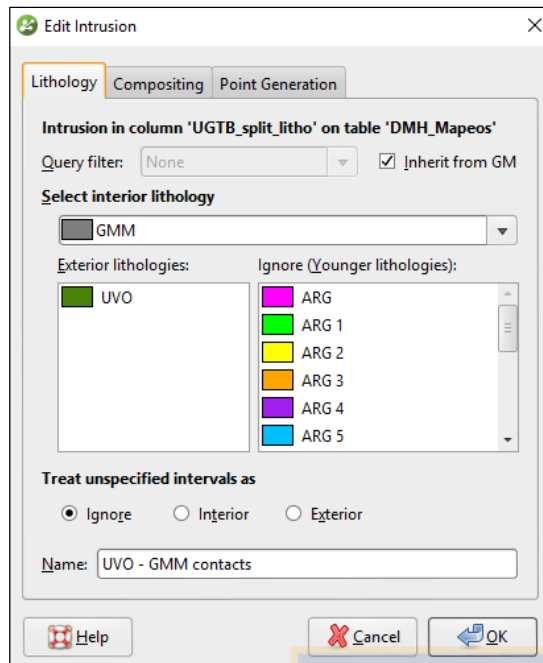 Edit Intrusion
Lithology Compositing Point Generation
Intrusion in column 'UGTB_split_litho' on table 'DMH_Mapeos'
Query filter: None Inherit from GM
Select interior lithology
GMM
Exterior lithologies: Ignore (Younger lithologies):
UVO ARG
ARG 1
ARG 2
ARG 3
ARG 4
ARG 5
Treat unspecified intervals as
Ignore Interior Exterior
Name: UVO - GMM contacts
Help Cancel OK